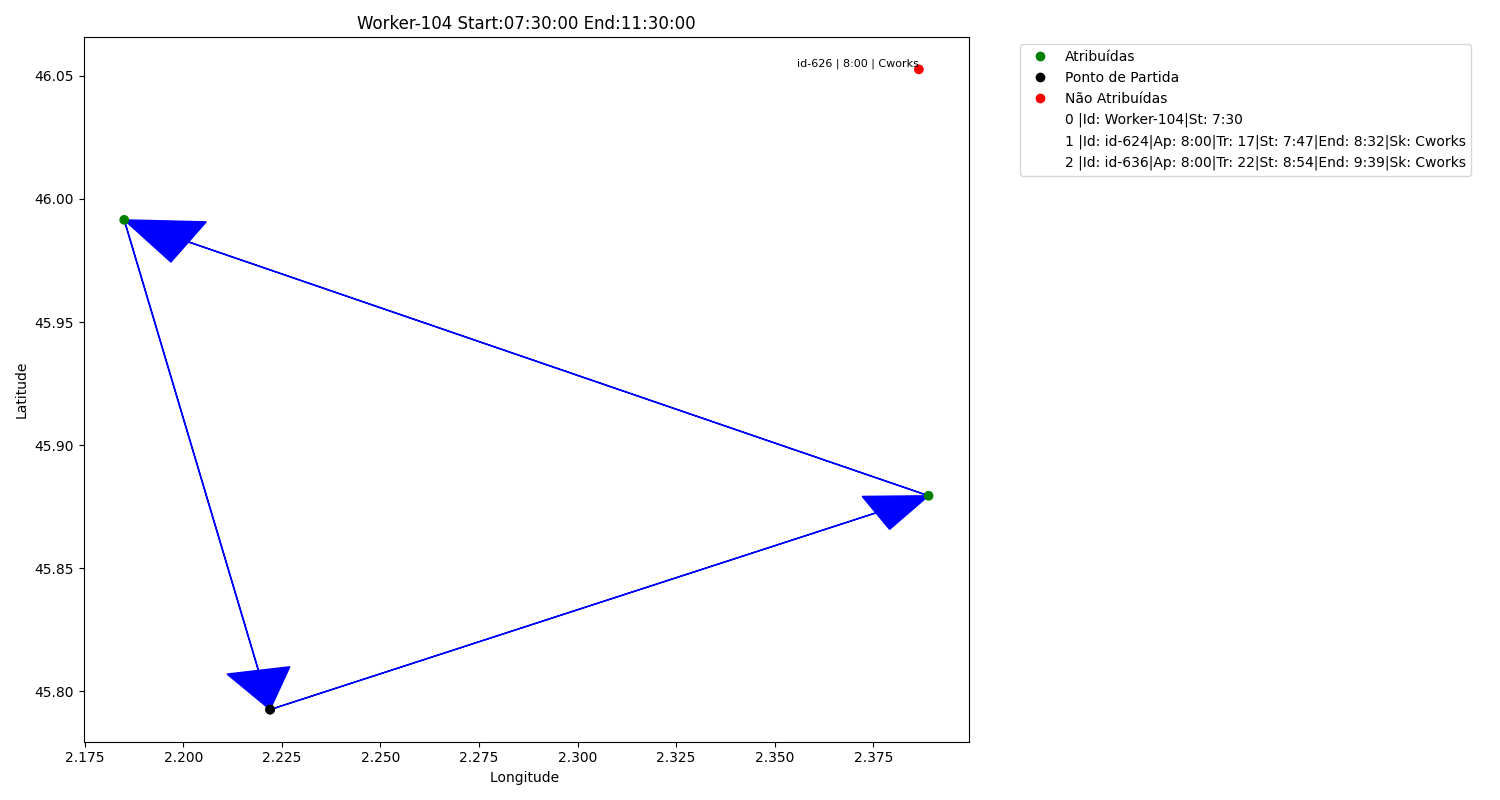 Worker-104 Start:07:30:00 End:11:30:00
id-626 | 8:00 | Cworks
46.05
46.00
45.95
45.90
45.85
45.80
Latitude
2.175 2.200 2.225 2.250 2.275 2.300 2.325 2.350 2.375
Longitude
Atribuídas
Ponto de Partida
Não Atribuídas
0 |Id: Worker-104|St: 7:30
1 |Id: id-624|Ap: 8:00|Tr: 17|St: 7:47|End: 8:32|Sk: Cworks
2 |Id: id-636|Ap: 8:00|Tr: 22|St: 8:54|End: 9:39|Sk: Cworks